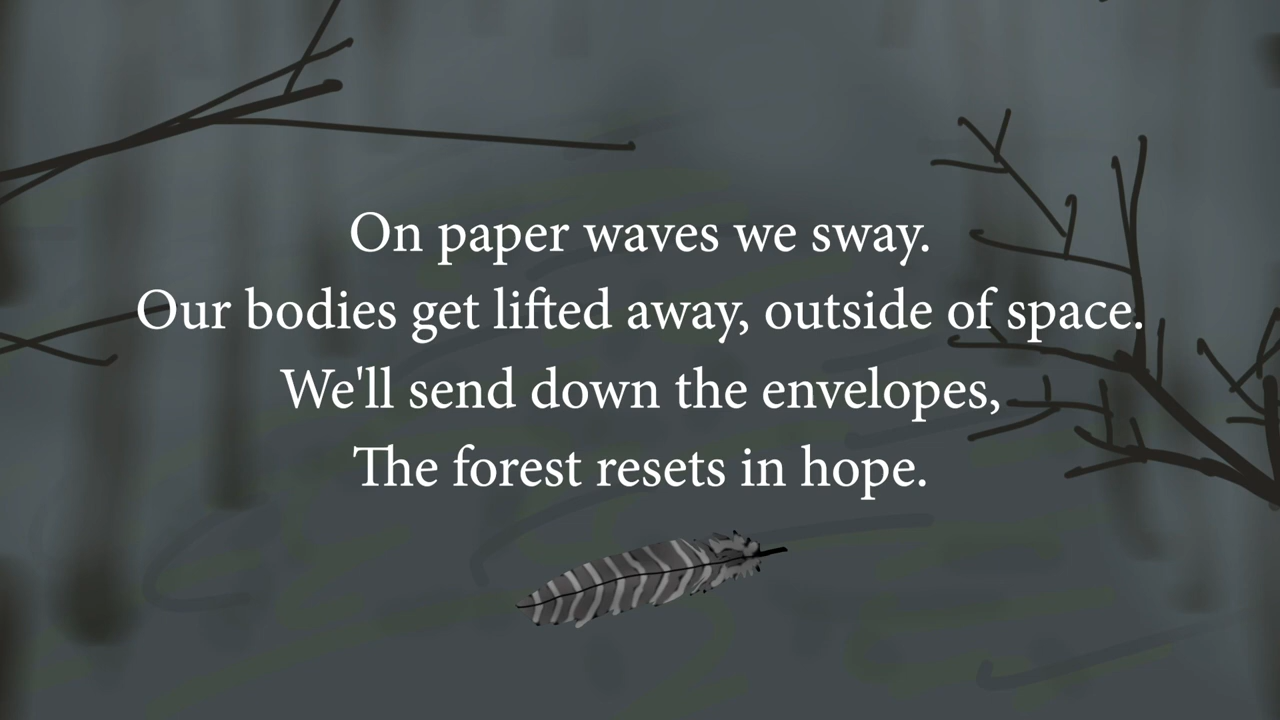 On paper waves we sway.
Our bodies get lifted away, outside of space.
We'll send down the envelopes,
The forest resets in hope.